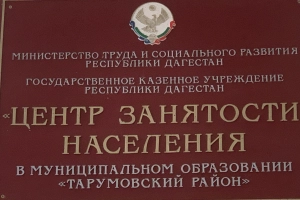 МИНИСТЕРСТВО ТРУДА И СОЦИАЛЬНОГО РАЗВИТИЯ
РЕСПУБЛИКИ ДАГЕСТАН
ГОСУДАРСТВЕННОЕ КАЗЕННОЕ УЧРЕЖДЕНИЕ
РЕСПУБЛИКИ ДАГЕСТАН
«ЦЕНТР ЗАНЯТОСТИ
НАСЕЛЕНИЯ
В МУНИЦИПАЛЬНОМ ОБРАЗОВАНИИ
«ТАРУМОВСКИЙ РАЙОН»